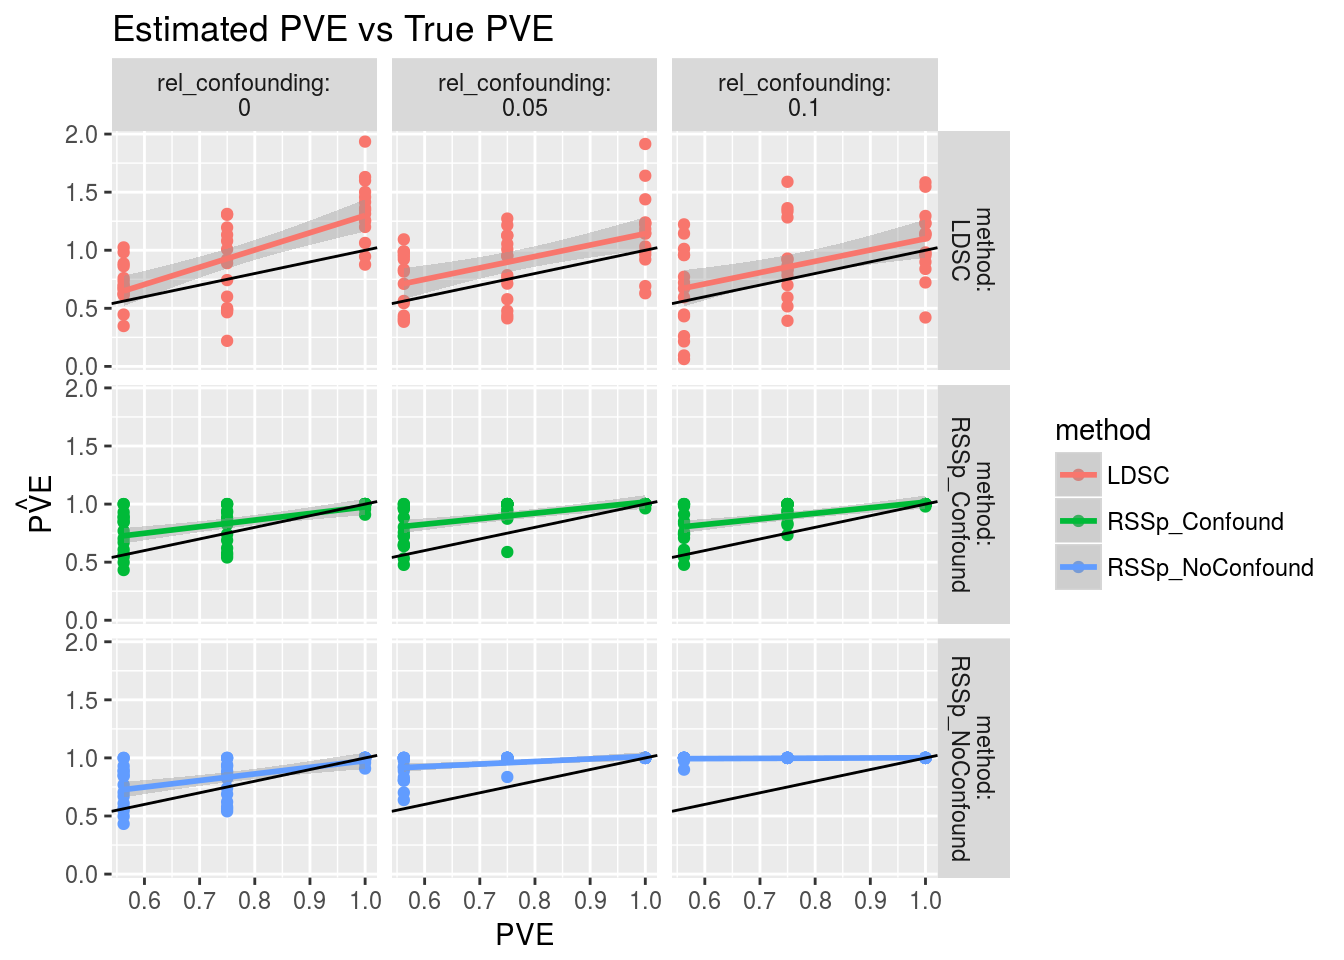 Estimated PVE vs True PVE
rel_confounding:
0
rel_confounding:
0.05
rel_confounding:
0.1
2.0
1.5
1.0
0.5
0.0
method:
LDSC
2.0
1.5
1.0
0.5
0.0
method:
RSSp_Confound
2.0
1.5
1.0
0.5
0.0
method:
RSSp_NoConfound
PV̂E
0.6 0.7 0.8 0.9 1.0
0.6 0.7 0.8 0.9 1.0
0.6 0.7 0.8 0.9 1.0
PVE
method
LDSC
RSSp_Confound
RSSp_NoConfound